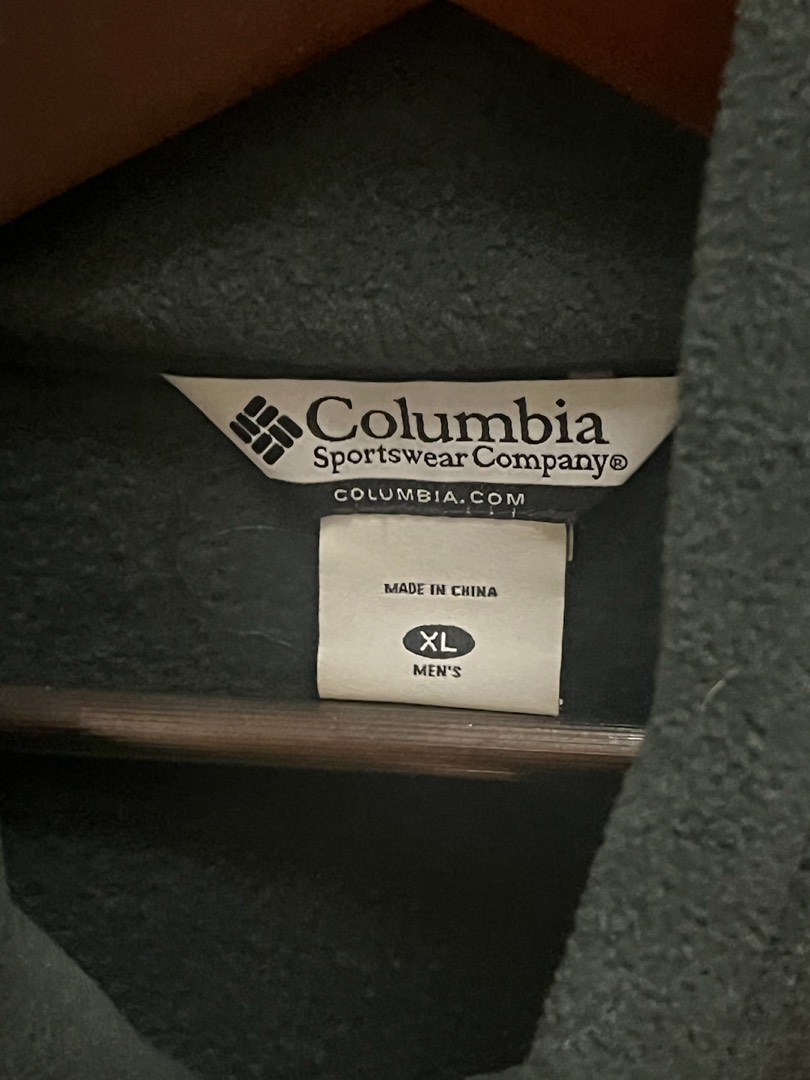 Columbia
Sportswear Company®
COLUMBIA.COM
MADE IN CHINA
XL
MEN'S